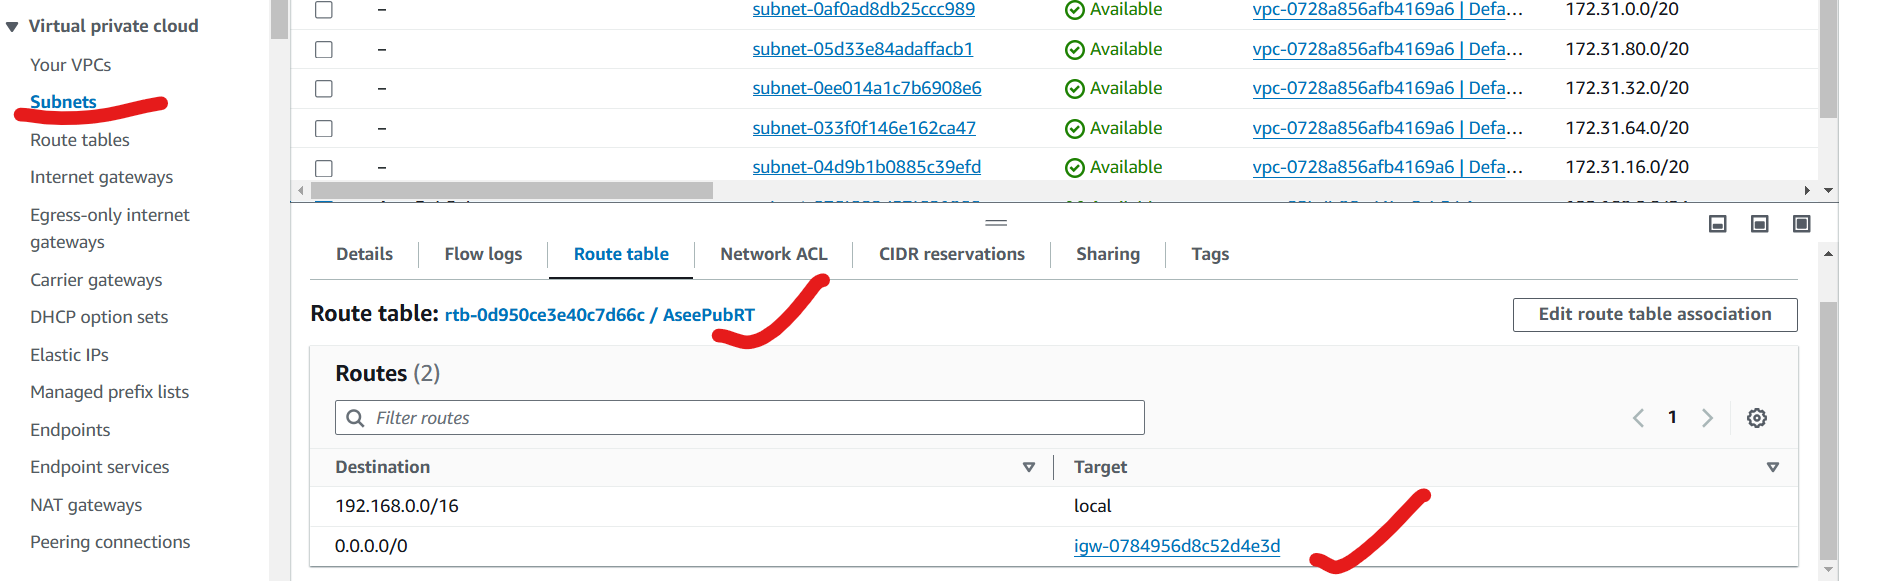 Virtual private cloud
Your VPCs
Subnets
Route tables
Internet gateways
Egress-only internet
gateways
Carrier gateways
DHCP option sets
Elastic IPs
Managed prefix lists
Endpoints
Endpoint services
NAT gateways
Peering connections
– subnet-0af0ad8db25ccc989 Available vpc-0728a856afb4169a6 | Defa... 172.31.0.0/20
– subnet-05d33e84adaffacb1 Available vpc-0728a856afb4169a6 | Defa... 172.31.80.0/20
– subnet-0ee014a1c7b6908e6 Available vpc-0728a856afb4169a6 | Defa... 172.31.32.0/20
– subnet-033f0f146e162ca47 Available vpc-0728a856afb4169a6 | Defa... 172.31.64.0/20
– subnet-04d9b1b0885c39efd Available vpc-0728a856afb4169a6 | Defa... 172.31.16.0/20
Details Flow logs Route table Network ACL CIDR reservations Sharing Tags
Route table: rtb-0d950ce3e40c7d66c / AseePubRT Edit route table association
Routes (2)
Filter routes 1
Destination Target
192.168.0.0/16 local
0.0.0.0/0 igw-0784956d8c52d4e3d